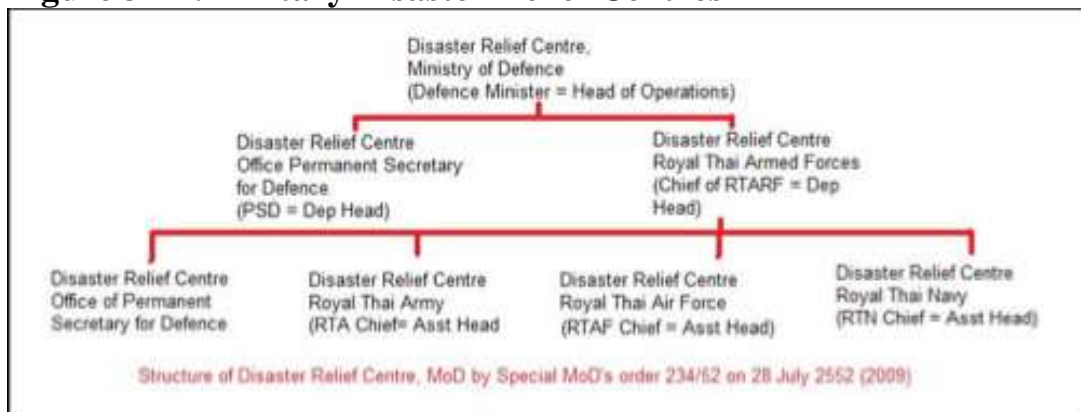 Disaster Relief Centre,
Ministry of Defence
(Defence Minister = Head of Operations)
Disaster Relief Centre
Office Permanent Secretary
for Defence
(PSD = Dep Head)
Disaster Relief Centre
Royal Thai Armed Forces
(Chief of RTARF = Dep
Head)
Disaster Relief Centre
Office of Permanent
Secretary for Defence
Disaster Relief Centre
Royal Thai Army
(RTA Chief= Asst Head
Disaster Relief Centre
Royal Thai Air Force
(RTAF Chief = Asst Head)
Disaster Relief Centre
Royal Thai Navy
(RTN Chief = Asst Head)
Structure of Disaster Relief Centre, MoD by Special MoD's order 234/52 on 28 July 2552 (2009)